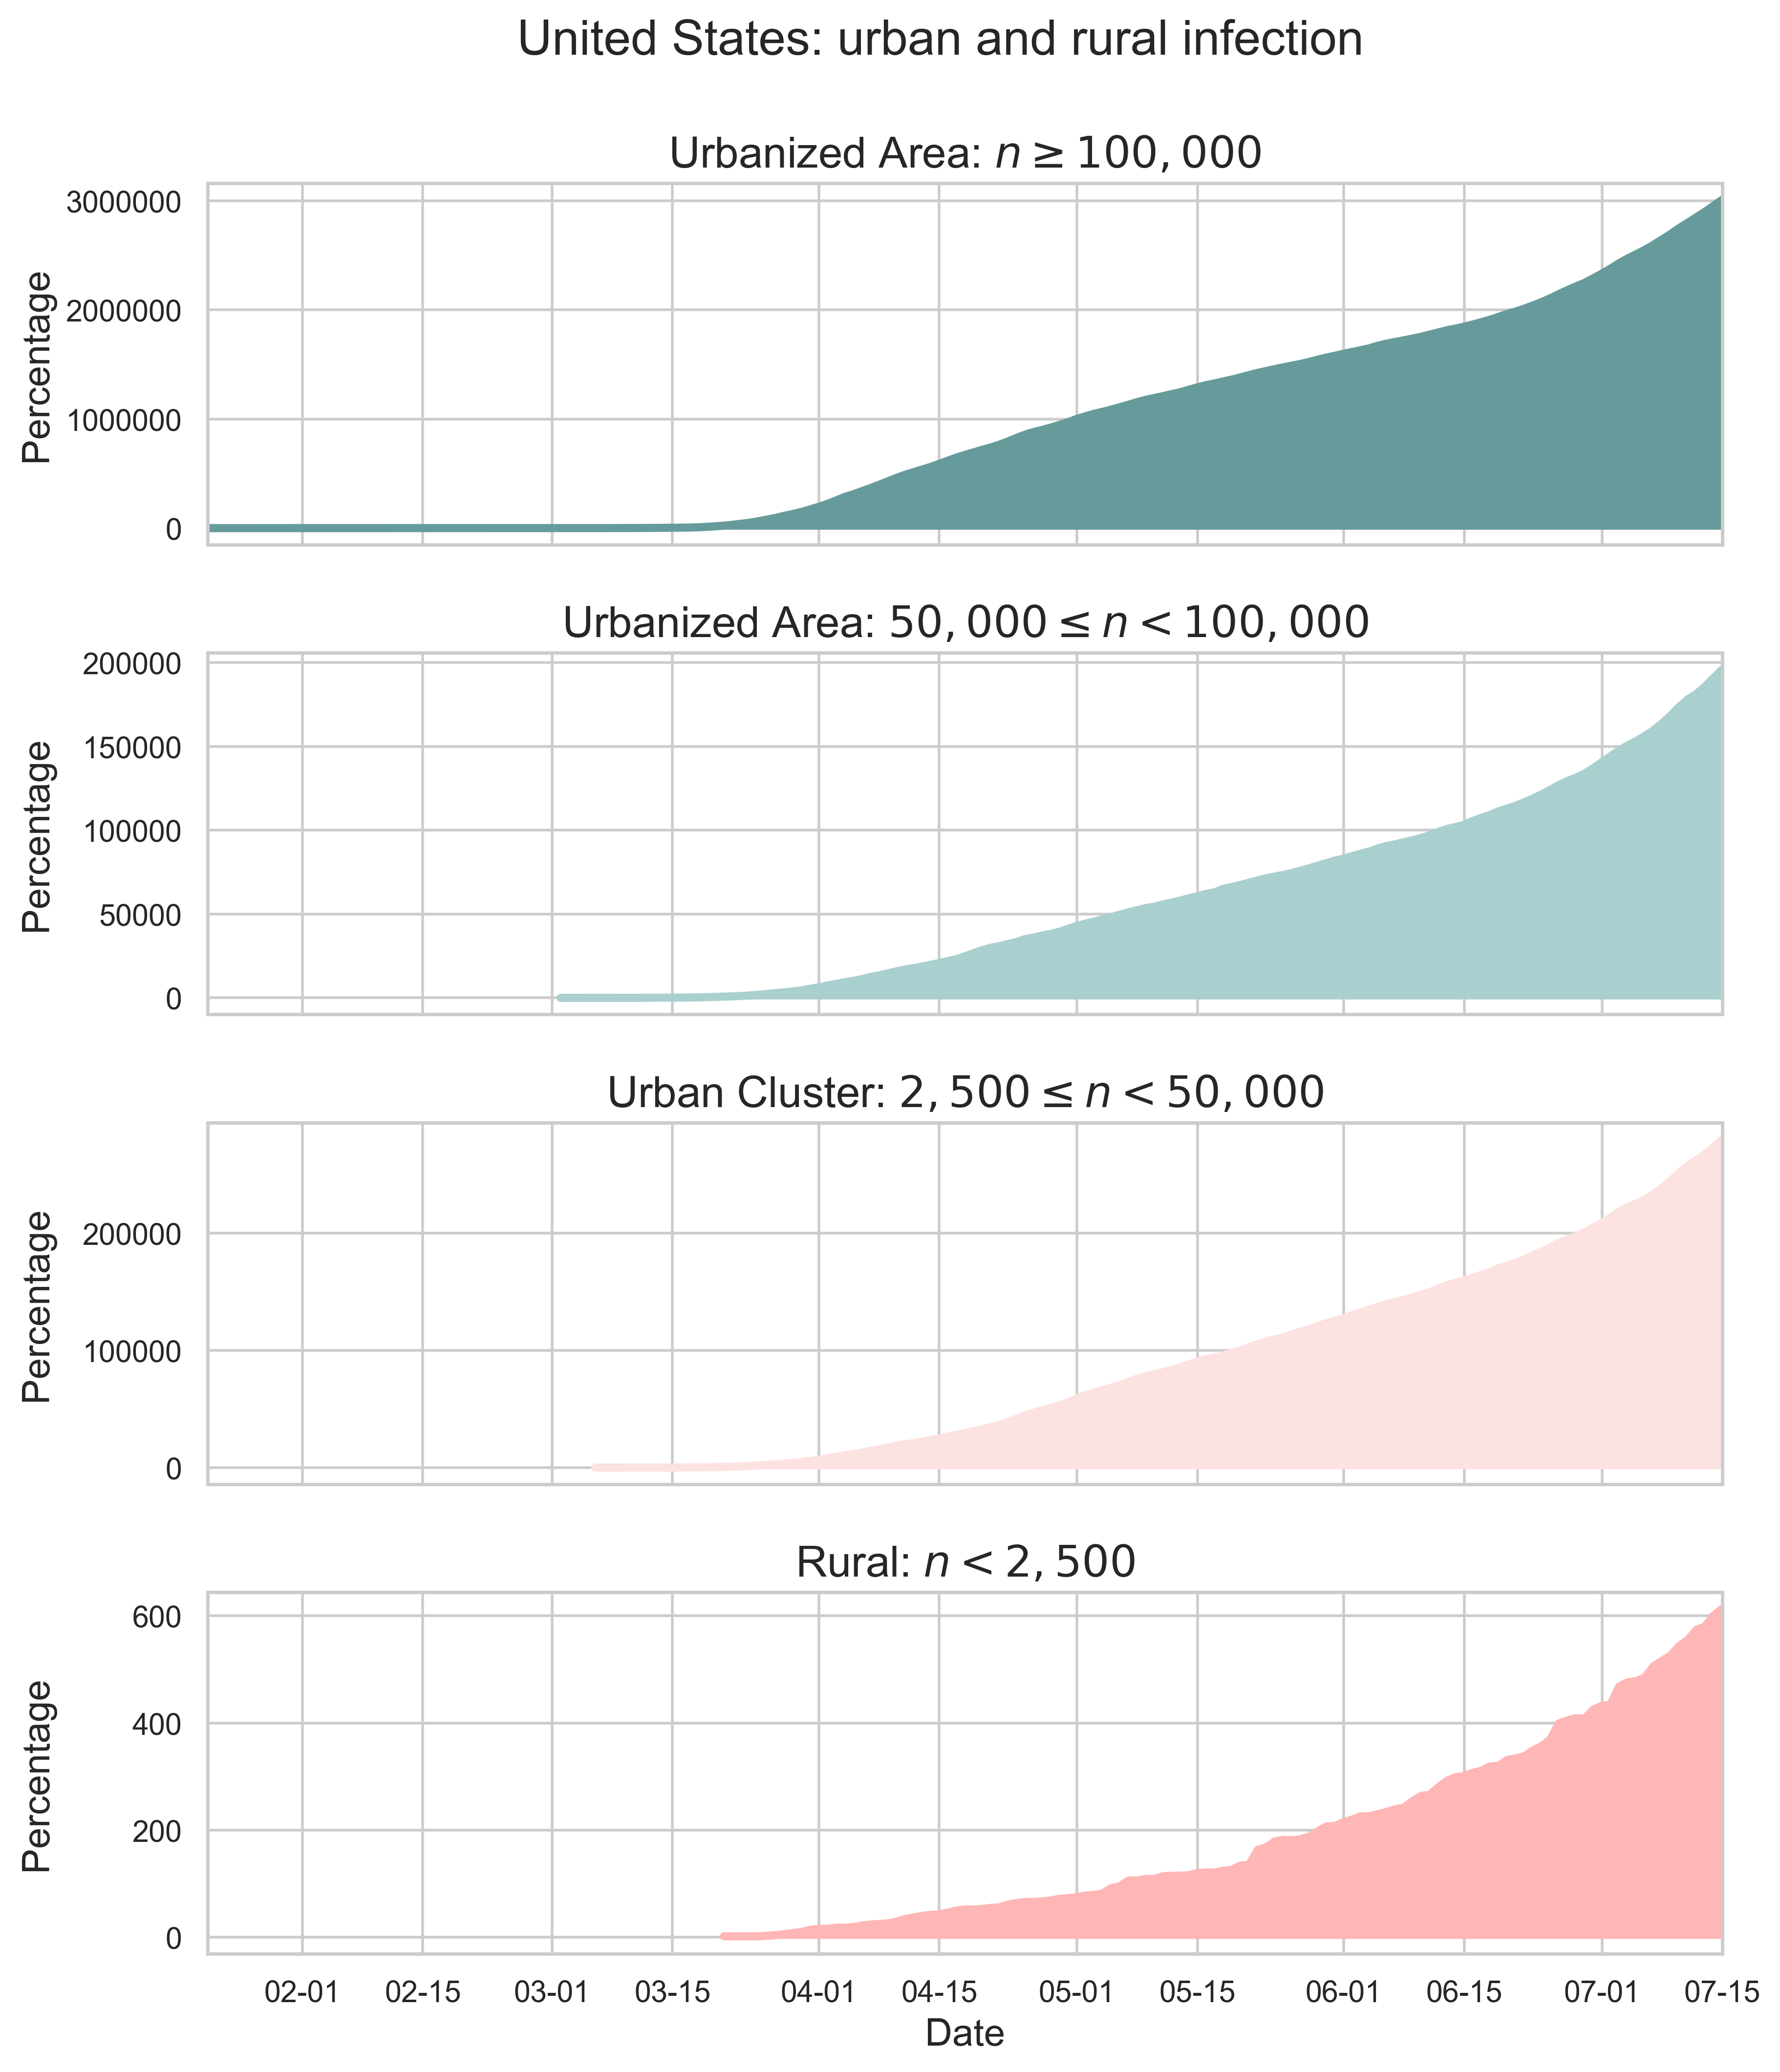 United States: urban and rural infection
Urbanized Area: n ≥ 100, 000
3000000
2000000
1000000
0
Percentage
Urbanized Area: 50, 000 ≤ n < 100, 000
200000
150000
100000
50000
0
Percentage
Urban Cluster: 2, 500 ≤ n < 50, 000
200000
100000
0
Percentage
Rural: n < 2, 500
600
400
200
0
Percentage
02-01 02-15 03-01 03-15 04-01 04-15 05-01 05-15 06-01 06-15 07-01 07-15
Date